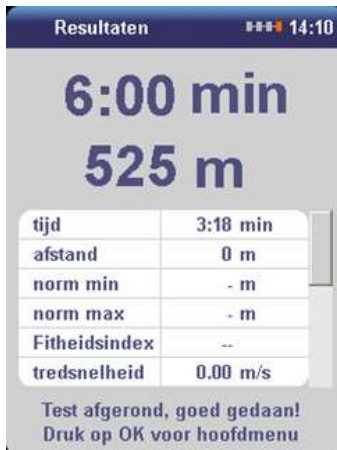 Resultaten 14:10
6:00 min
525 m
tijd 3:18 min
afstand 0 m
norm min - m
norm max - m
Fitheidsindex --
tredsnelheid 0.00 m/s
Test afgerond, goed gedaan!
Druk op OK voor hoofdmenu